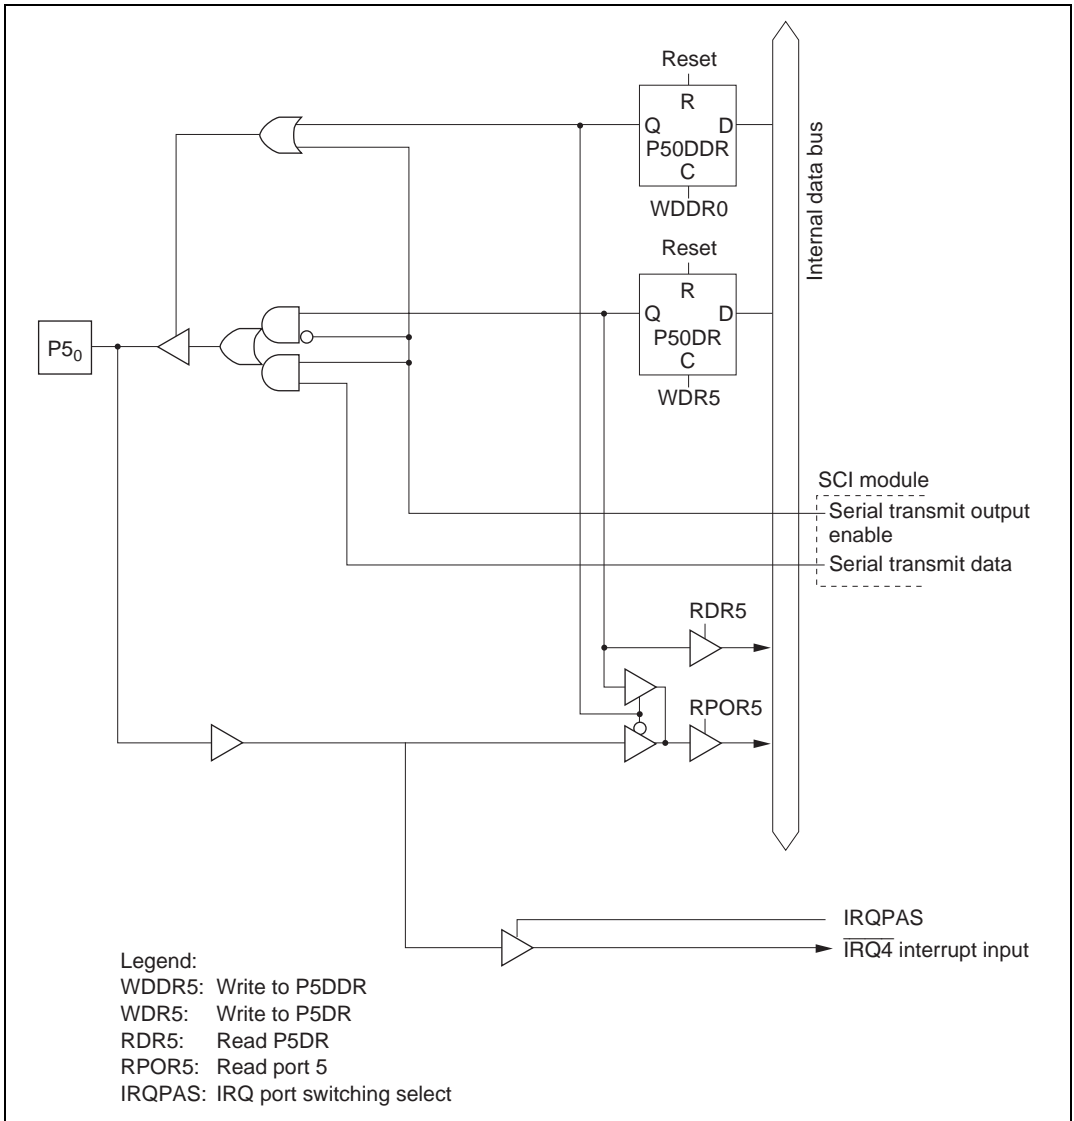 Reset
R
Q D
P50DDR
C
WDDR0
Internal data bus
Reset
R
Q D
P50DR
C
WDR5
P5₀
SCI module
Serial transmit output
enable
Serial transmit data
RDR5
RPOR5
IRQPAS
I̅R̅Q̅4̅ interrupt input
Legend:
WDDR5: Write to P5DDR
WDR5: Write to P5DR
RDR5: Read P5DR
RPOR5: Read port 5
IRQPAS: IRQ port switching select